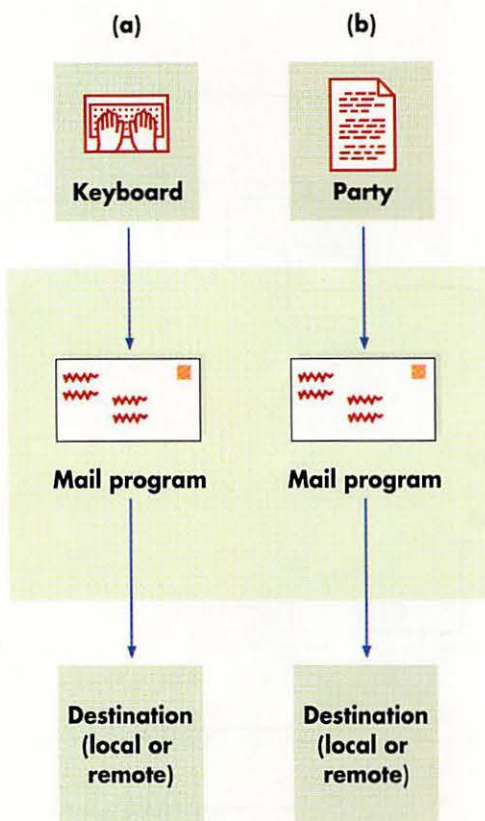 (a)
(b)
Keyboard
Party
Mail program
Mail program
Destination
(local or
remote)
Destination
(local or
remote)